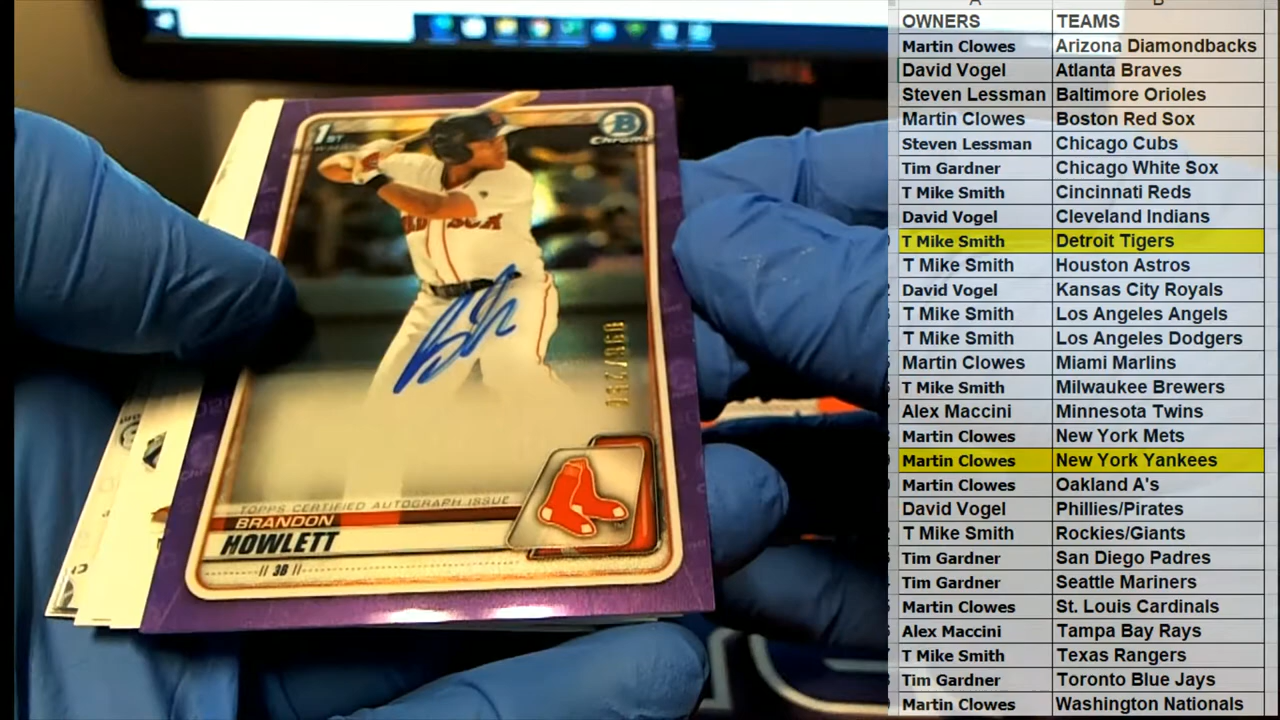 1ST
B
Chrome
RED SOX
TOPPS CERTIFIED AUTOGRAPH ISSUE
BRANDON
HOWLETT
// 3B //
A B
OWNERS TEAMS
Martin Clowes Arizona Diamondbacks
David Vogel Atlanta Braves
Steven Lessman Baltimore Orioles
Martin Clowes Boston Red Sox
Steven Lessman Chicago Cubs
Tim Gardner Chicago White Sox
T Mike Smith Cincinnati Reds
David Vogel Cleveland Indians
T Mike Smith Detroit Tigers
T Mike Smith Houston Astros
David Vogel Kansas City Royals
T Mike Smith Los Angeles Angels
T Mike Smith Los Angeles Dodgers
Martin Clowes Miami Marlins
T Mike Smith Milwaukee Brewers
Alex Maccini Minnesota Twins
Martin Clowes New York Mets
Martin Clowes New York Yankees
Martin Clowes Oakland A's
David Vogel Phillies/Pirates
T Mike Smith Rockies/Giants
Tim Gardner San Diego Padres
Tim Gardner Seattle Mariners
Martin Clowes St. Louis Cardinals
Alex Maccini Tampa Bay Rays
T Mike Smith Texas Rangers
Tim Gardner Toronto Blue Jays
Martin Clowes Washington Nationals